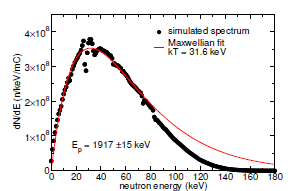 simulated spectrum
Maxwellian fit
kT = 31.6 keV
4×10⁸
3×10⁸
2×10⁸
1×10⁸
0
dN/dE (n/keV/mC)
Eₚ = 1917 ±15 keV
0 20 40 60 80 100 120 140 160 180
neutron energy (keV)